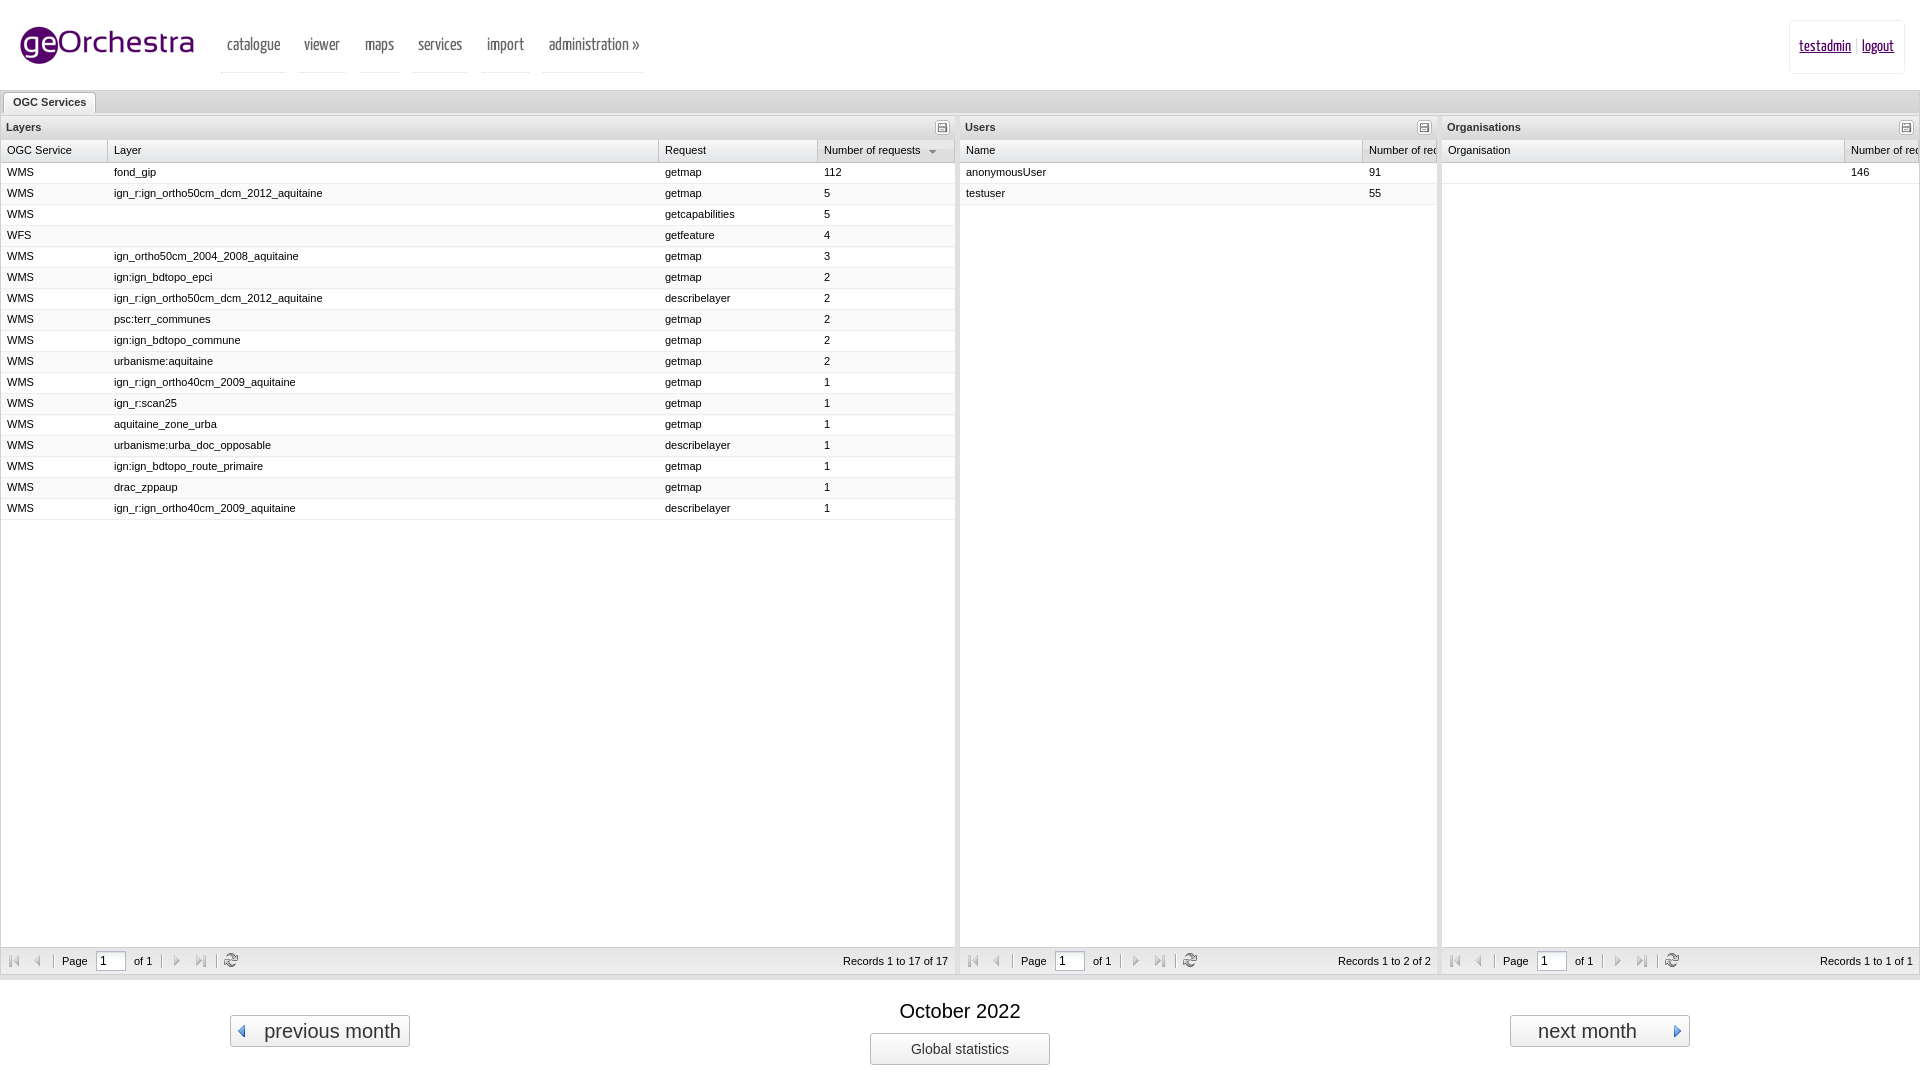 geOrchestra catalogue viewer maps services import administration » testadmin logout
OGC Services
Layers
OGC Service Layer Request Number of requests
WMS fond_gip getmap 112
WMS ign_r:ign_ortho50cm_dcm_2012_aquitaine getmap 5
WMS getcapabilities 5
WFS getfeature 4
WMS ign_ortho50cm_2004_2008_aquitaine getmap 3
WMS ign:ign_bdtopo_epci getmap 2
WMS ign_r:ign_ortho50cm_dcm_2012_aquitaine describelayer 2
WMS psc:terr_communes getmap 2
WMS ign:ign_bdtopo_commune getmap 2
WMS urbanisme:aquitaine getmap 2
WMS ign_r:ign_ortho40cm_2009_aquitaine getmap 1
WMS ign_r:scan25 getmap 1
WMS aquitaine_zone_urba getmap 1
WMS urbanisme:urba_doc_opposable describelayer 1
WMS ign:ign_bdtopo_route_primaire getmap 1
WMS drac_zppaup getmap 1
WMS ign_r:ign_ortho40cm_2009_aquitaine describelayer 1
Page 1 of 1 Records 1 to 17 of 17
Users
Name Number of rec
anonymousUser 91
testuser 55
Page 1 of 1 Records 1 to 2 of 2
Organisations
Organisation Number of rec
146
Page 1 of 1 Records 1 to 1 of 1
previous month
October 2022
Global statistics
next month